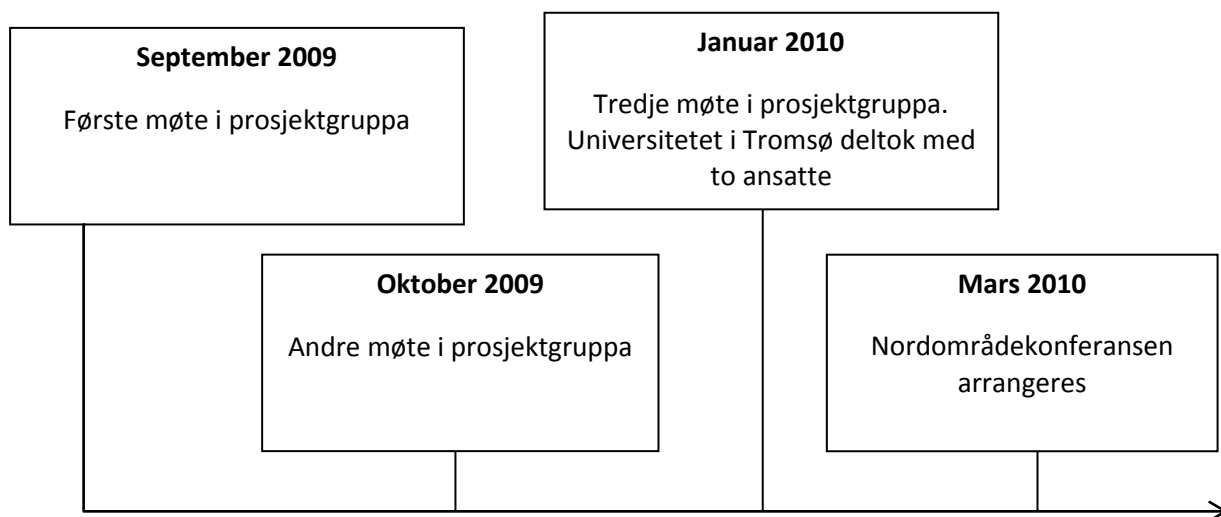 September 2009
Første møte i prosjektgruppa
Oktober 2009
Andre møte i prosjektgruppa
Januar 2010
Tredje møte i prosjektgruppa.
Universitetet i Tromsø deltok med
to ansatte
Mars 2010
Nordområdekonferansen
arrangeres